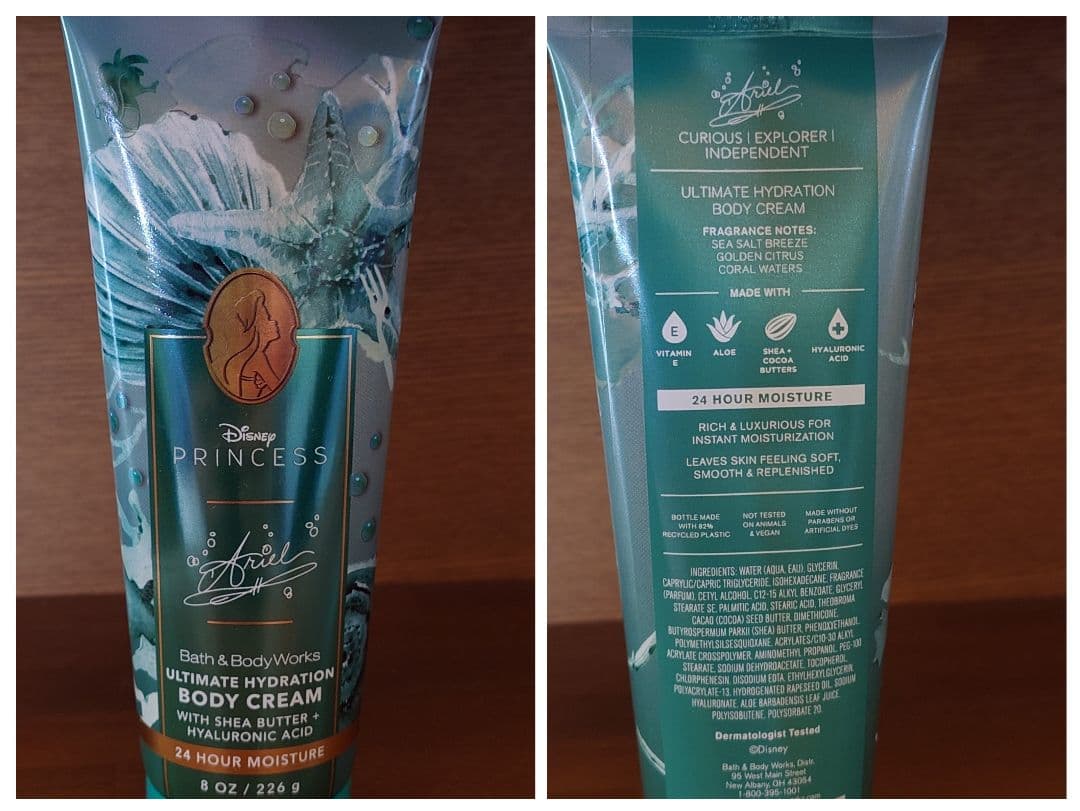 Disney
PRINCESS
Ariel
Bath & Body Works
ULTIMATE HYDRATION
BODY CREAM
WITH SHEA BUTTER +
HYALURONIC ACID
24 HOUR MOISTURE
8 OZ / 226 g
Ariel
CURIOUS | EXPLORER |
INDEPENDENT
ULTIMATE HYDRATION
BODY CREAM
FRAGRANCE NOTES:
SEA SALT BREEZE
GOLDEN CITRUS
CORAL WATERS
MADE WITH
E
VITAMIN
E
ALOE
SHEA +
COCOA
BUTTERS
HYALURONIC
ACID
24 HOUR MOISTURE
RICH & LUXURIOUS FOR
INSTANT MOISTURIZATION
LEAVES SKIN FEELING SOFT,
SMOOTH & REPLENISHED
BOTTLE MADE
WITH 82%
RECYCLED PLASTIC
NOT TESTED
ON ANIMALS
& VEGAN
MADE WITHOUT
PARABENS OR
ARTIFICIAL DYES
INGREDIENTS: WATER (AQUA, EAU), GLYCERIN,
CAPRYLIC/CAPRIC TRIGLYCERIDE, ISOHEXADECANE, FRAGRANCE
(PARFUM), CETYL ALCOHOL, C12-15 ALKYL BENZOATE, GLYCERYL
STEARATE SE, PALMITIC ACID, STEARIC ACID, THEOBROMA
CACAO (COCOA) SEED BUTTER, DIMETHICONE,
BUTYROSPERMUM PARKII (SHEA) BUTTER, PHENOXYETHANOL,
POLYMETHYLSILSESQUIOXANE, ACRYLATES/C10-30 ALKYL
ACRYLATE CROSSPOLYMER, AMINOMETHYL PROPANOL, PEG-100
STEARATE, SODIUM DEHYDROACETATE, TOCOPHEROL,
CHLORPHENESIN, DISODIUM EDTA, ETHYLHEXYLGLYCERIN,
POLYACRYLATE-13, HYDROGENATED RAPESEED OIL, SODIUM
HYALURONATE, ALOE BARBADENSIS LEAF JUICE,
POLYISOBUTENE, POLYSORBATE 20.
Dermatologist Tested
©Disney
Bath & Body Works, Distr.
95 West Main Street
New Albany, OH 43054
1-800-395-1001